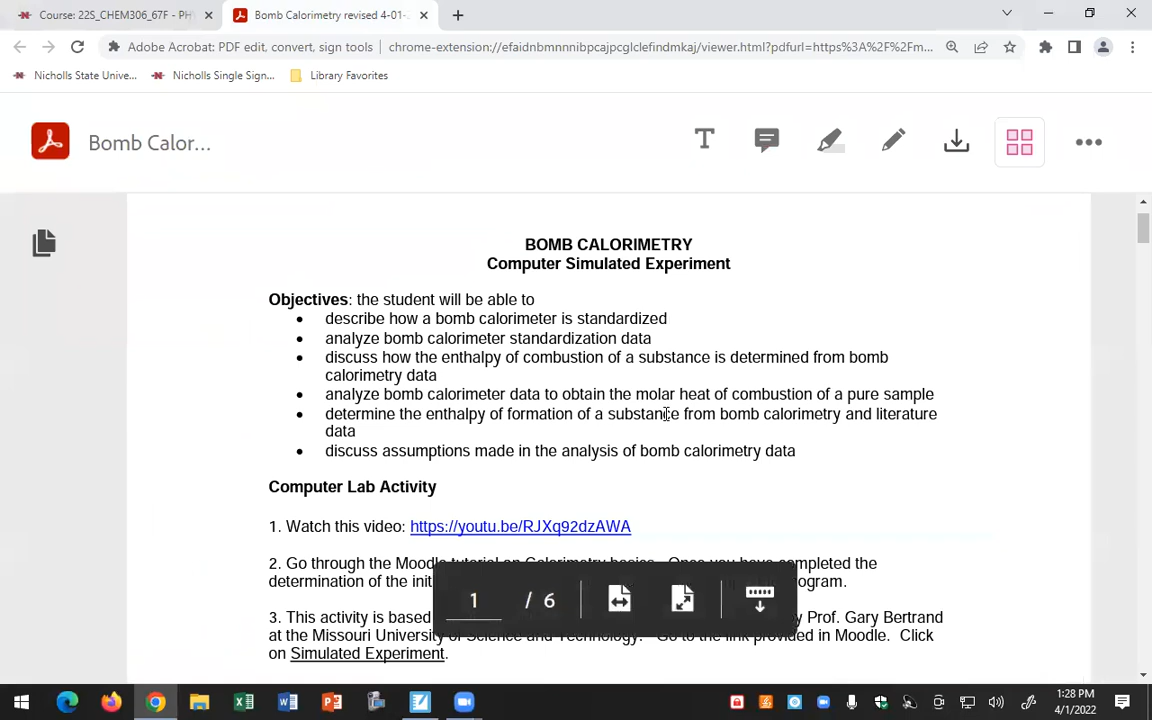 Course: 22S_CHEM306_67F - PH
Bomb Calorimetry revised 4-01-
Adobe Acrobat: PDF edit, convert, sign tools
chrome-extension://efaidnbmnnnibpcajpcglclefindmkaj/viewer.html?pdfurl=https%3A%2F%2Fm...
Nicholls State Unive...
Nicholls Single Sign...
Library Favorites
Bomb Calor...
BOMB CALORIMETRY
Computer Simulated Experiment
Objectives: the student will be able to
• describe how a bomb calorimeter is standardized
• analyze bomb calorimeter standardization data
• discuss how the enthalpy of combustion of a substance is determined from bomb
calorimetry data
• analyze bomb calorimeter data to obtain the molar heat of combustion of a pure sample
• determine the enthalpy of formation of a substance from bomb calorimetry and literature
data
• discuss assumptions made in the analysis of bomb calorimetry data
Computer Lab Activity
1. Watch this video: https://youtu.be/RJXq92dzAWA
2. Go through the Moodle tutorial on Calorimetry basics. Once you have completed the
determination of the init
rogram.
3. This activity is based
y Prof. Gary Bertrand
at the Missouri University of Science and Technology. Go to the link provided in Moodle. Click
on Simulated Experiment.
1 / 6
1:28 PM
4/1/2022